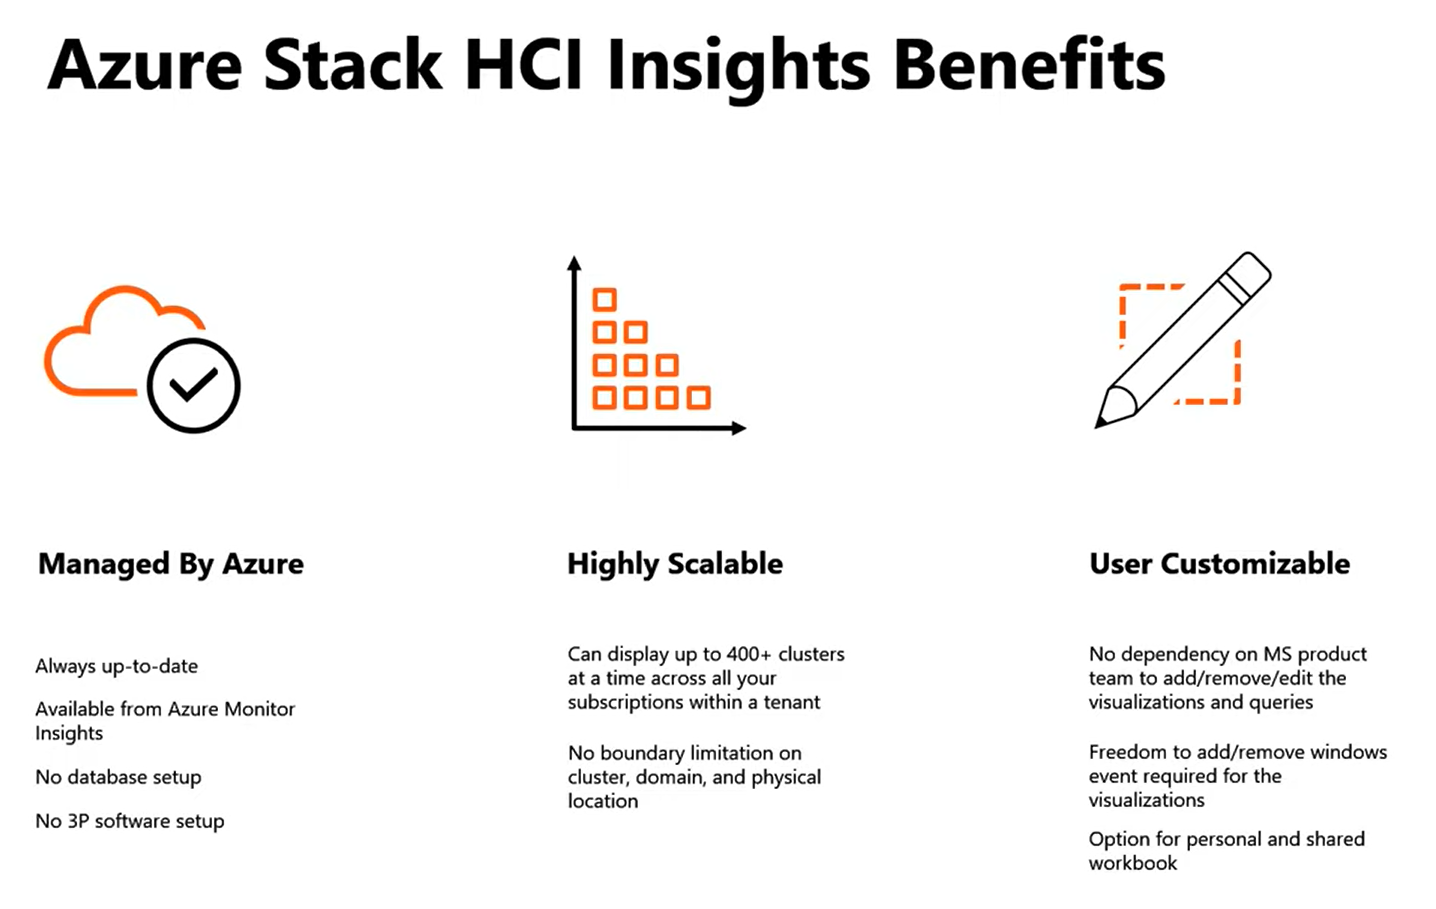 Azure Stack HCI Insights Benefits
Managed By Azure
Always up-to-date
Available from Azure Monitor
Insights
No database setup
No 3P software setup
Highly Scalable
Can display up to 400+ clusters
at a time across all your
subscriptions within a tenant
No boundary limitation on
cluster, domain, and physical
location
User Customizable
No dependency on MS product
team to add/remove/edit the
visualizations and queries
Freedom to add/remove windows
event required for the
visualizations
Option for personal and shared
workbook